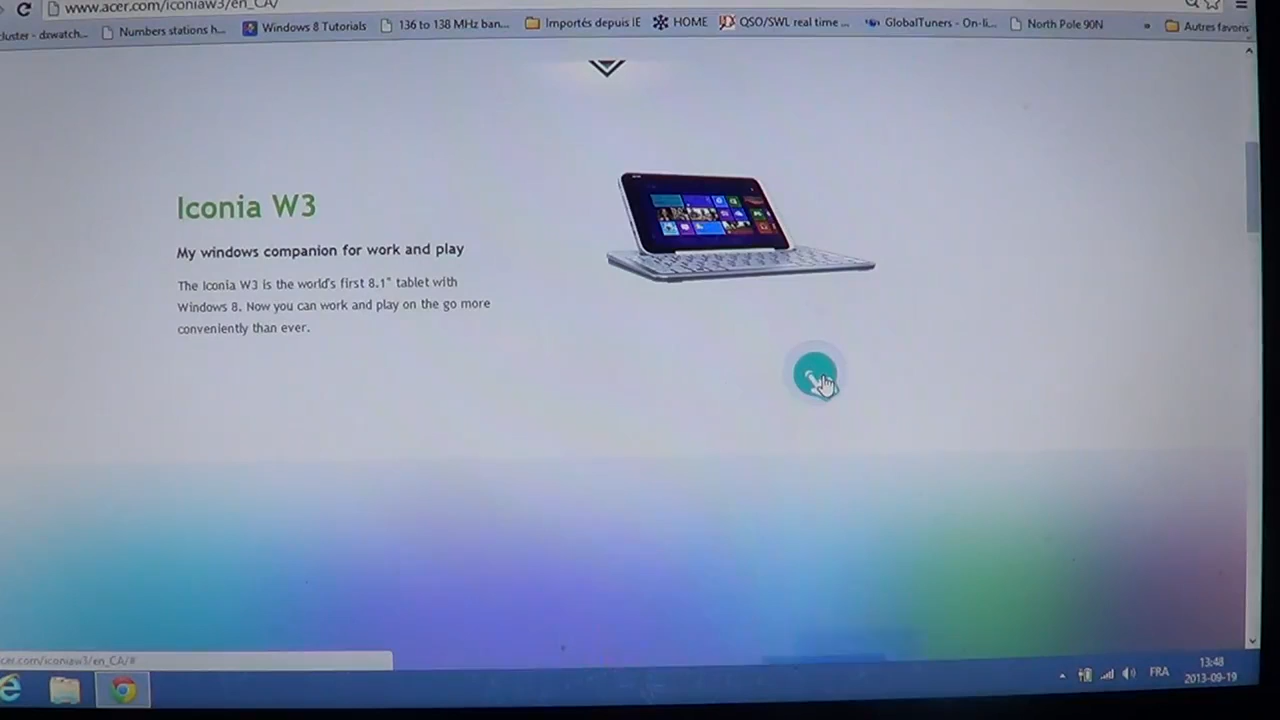 www.acer.com/iconiaw3/en_CA/
cluster - dxwatch... Numbers stations h... Windows 8 Tutorials 136 to 138 MHz ban... Importés depuis IE HOME QSO/SWL real time ... GlobalTuners - On-li... North Pole 90N » Autres favoris
Iconia W3
My windows companion for work and play
The Iconia W3 is the world's first 8.1" tablet with
Windows 8. Now you can work and play on the go more
conveniently than ever.
acer.com/iconiaw3/en_CA/#
FRA
13:48
2013-09-19